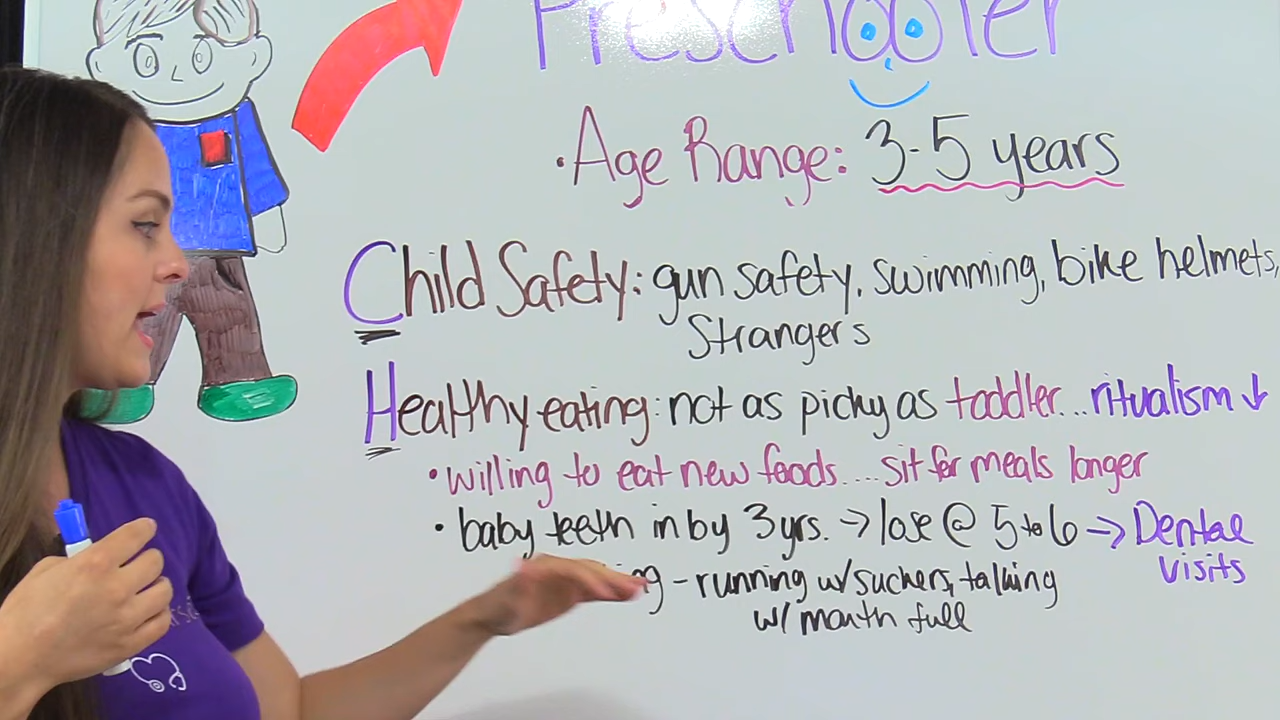 Preschooler
• Age Range: 3-5 years
Child Safety: gun safety, swimming, bike helmets,
Strangers
Healthy eating: not as picky as toddler... ritualism ↓
• willing to eat new foods.... sit for meals longer
• baby teeth in by 3 yrs. → lose @ 5 to 6 → Dental
visits
- running w/ suckers, talking
w/ mouth full